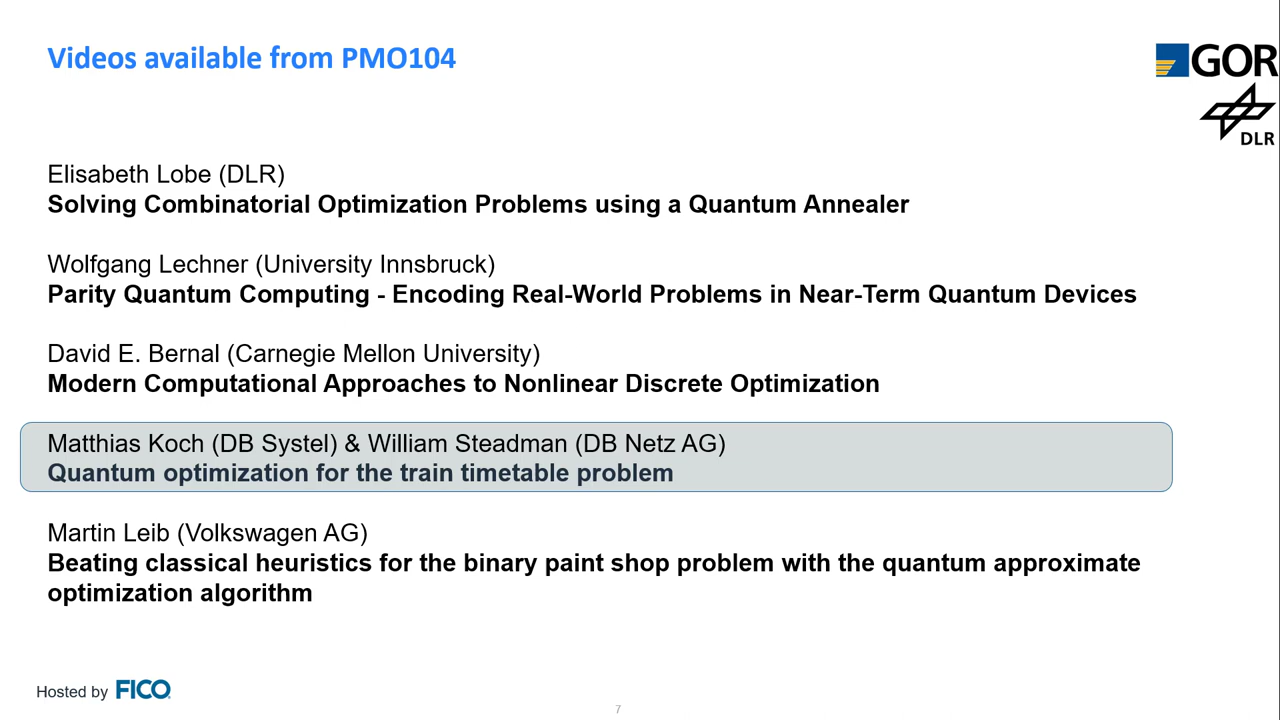 Videos available from PMO104
GOR
DLR
Elisabeth Lobe (DLR)
Solving Combinatorial Optimization Problems using a Quantum Annealer
Wolfgang Lechner (University Innsbruck)
Parity Quantum Computing - Encoding Real-World Problems in Near-Term Quantum Devices
David E. Bernal (Carnegie Mellon University)
Modern Computational Approaches to Nonlinear Discrete Optimization
Matthias Koch (DB Systel) & William Steadman (DB Netz AG)
Quantum optimization for the train timetable problem
Martin Leib (Volkswagen AG)
Beating classical heuristics for the binary paint shop problem with the quantum approximate
optimization algorithm
Hosted by FICO
7